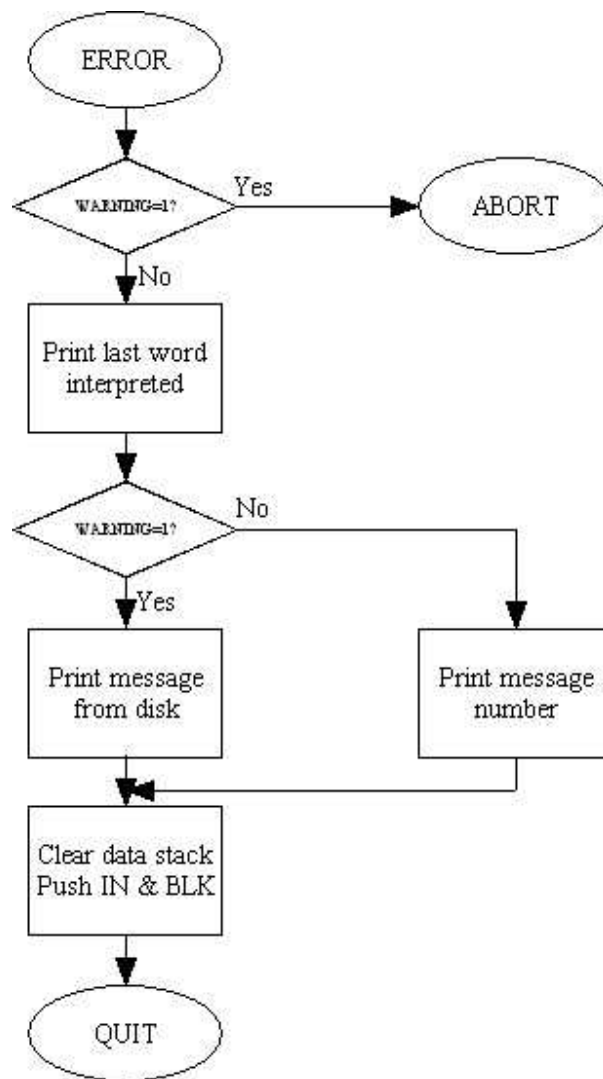 ERROR
WARNING=1?
Yes
ABORT
No
Print last word
interpreted
WARNING=1?
No
Yes
Print message
from disk
Print message
number
Clear data stack
Push IN & BLK
QUIT